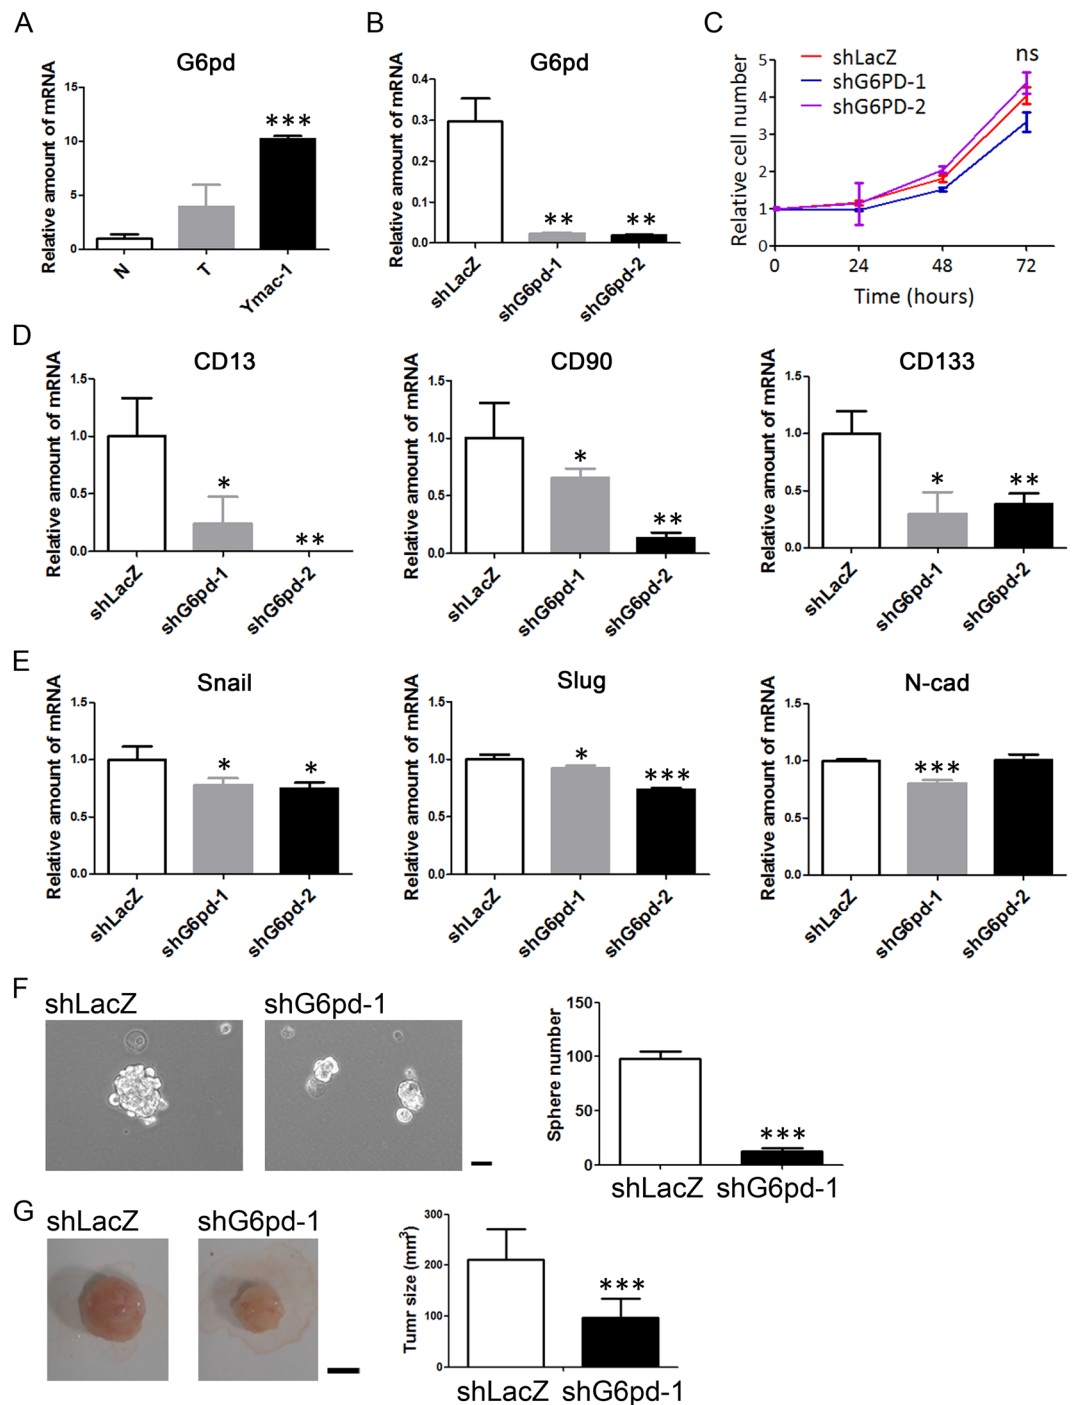 A
G6pd
Relative amount of mRNA
15
10
5
0
***
N
T
Ymac-1
B
G6pd
Relative amount of mRNA
0.4
0.3
0.2
0.1
0.0
**
**
shLacZ
shG6pd-1
shG6pd-2
C
Relative cell number
5
4
3
2
1
0
shLacZ
shG6PD-1
shG6PD-2
ns
0
24
48
72
Time (hours)
D
CD13
Relative amount of mRNA
1.5
1.0
0.5
0.0
*
**
shLacZ
shG6pd-1
shG6pd-2
CD90
Relative amount of mRNA
1.5
1.0
0.5
0.0
*
**
shLacZ
shG6pd-1
shG6pd-2
CD133
Relative amount of mRNA
1.5
1.0
0.5
0.0
*
**
shLacZ
shG6pd-1
shG6pd-2
E
Snail
Relative amount of mRNA
1.5
1.0
0.5
0.0
*
*
shLacZ
shG6pd-1
shG6pd-2
Slug
Relative amount of mRNA
1.5
1.0
0.5
0.0
*
***
shLacZ
shG6pd-1
shG6pd-2
N-cad
Relative amount of mRNA
1.5
1.0
0.5
0.0
***
shLacZ
shG6pd-1
shG6pd-2
F
shLacZ
shG6pd-1
Sphere number
150
100
50
0
***
shLacZ
shG6pd-1
G
shLacZ
shG6pd-1
Tumr size (mm³)
300
200
100
0
***
shLacZ
shG6pd-1